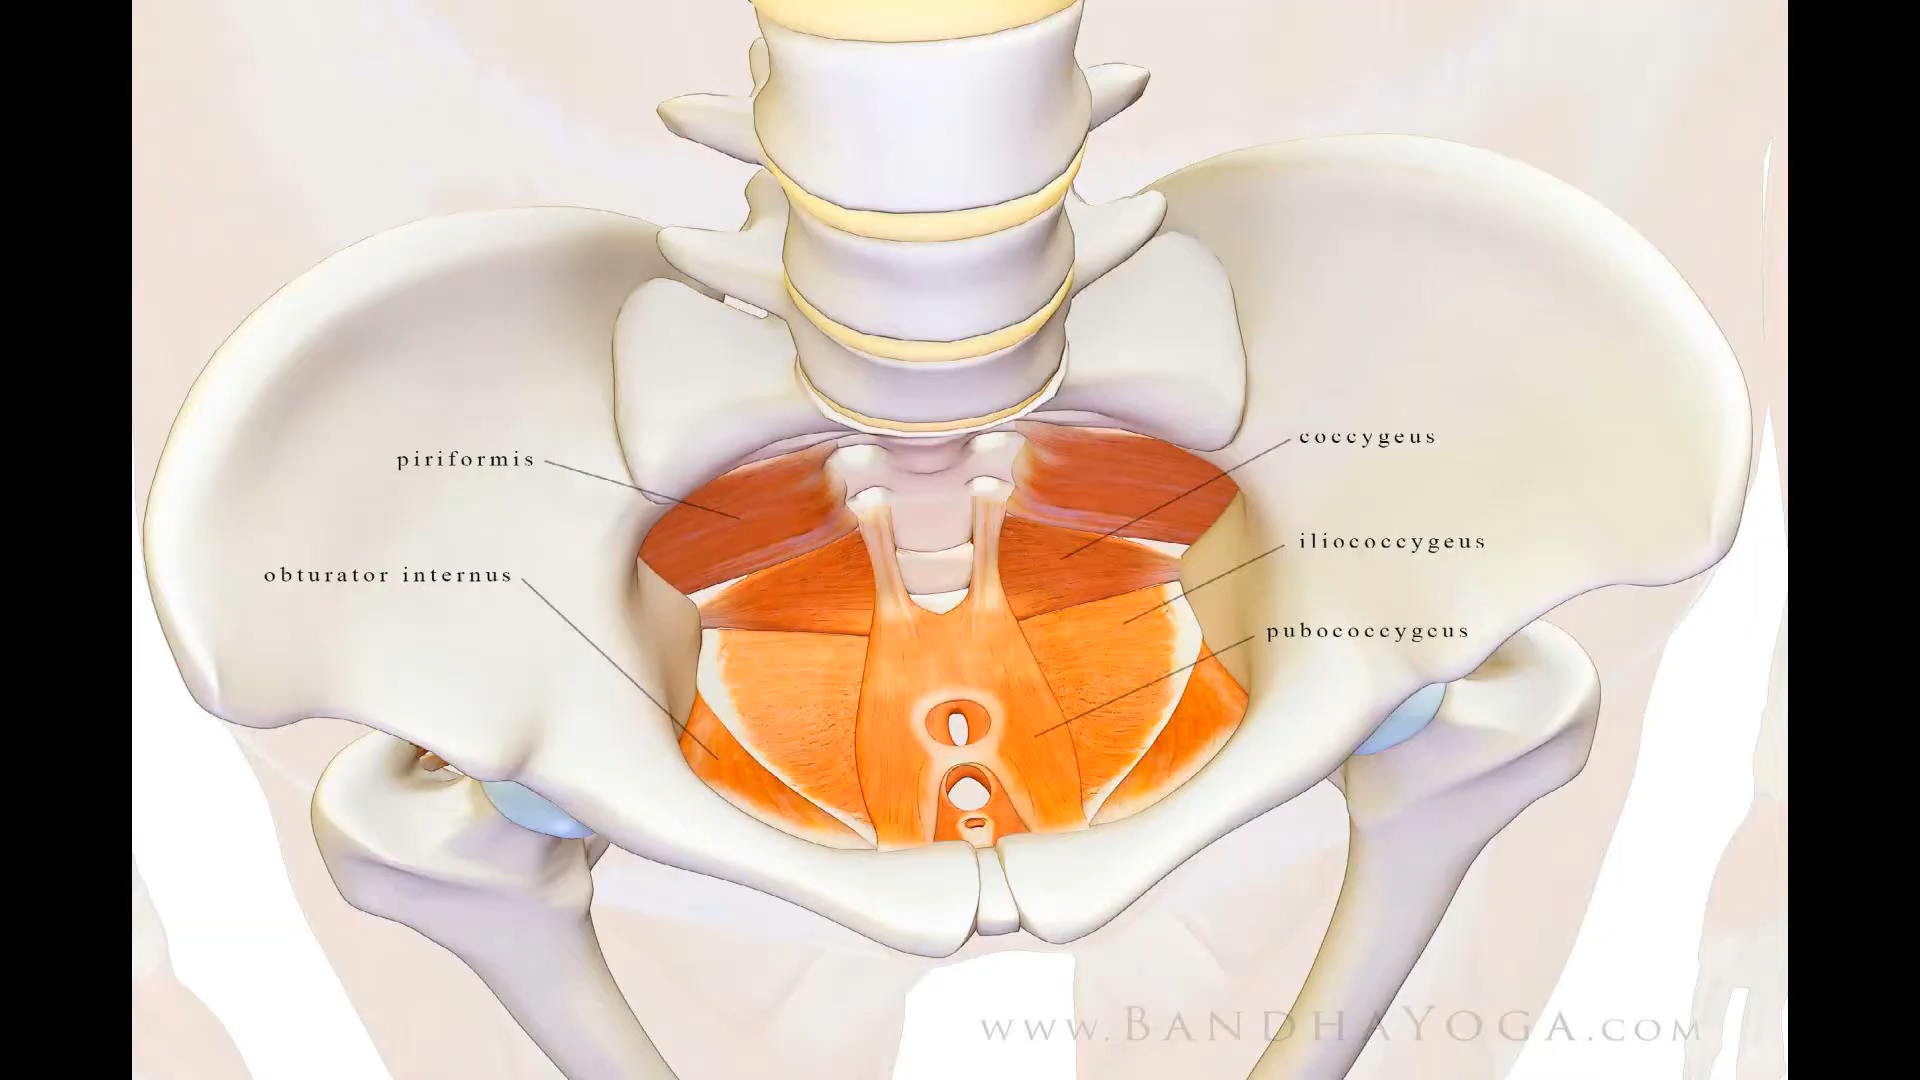 piriformis
coccygeus
obturator internus
iliococcygeus
pubococcygeus
www.BandhaYoga.com